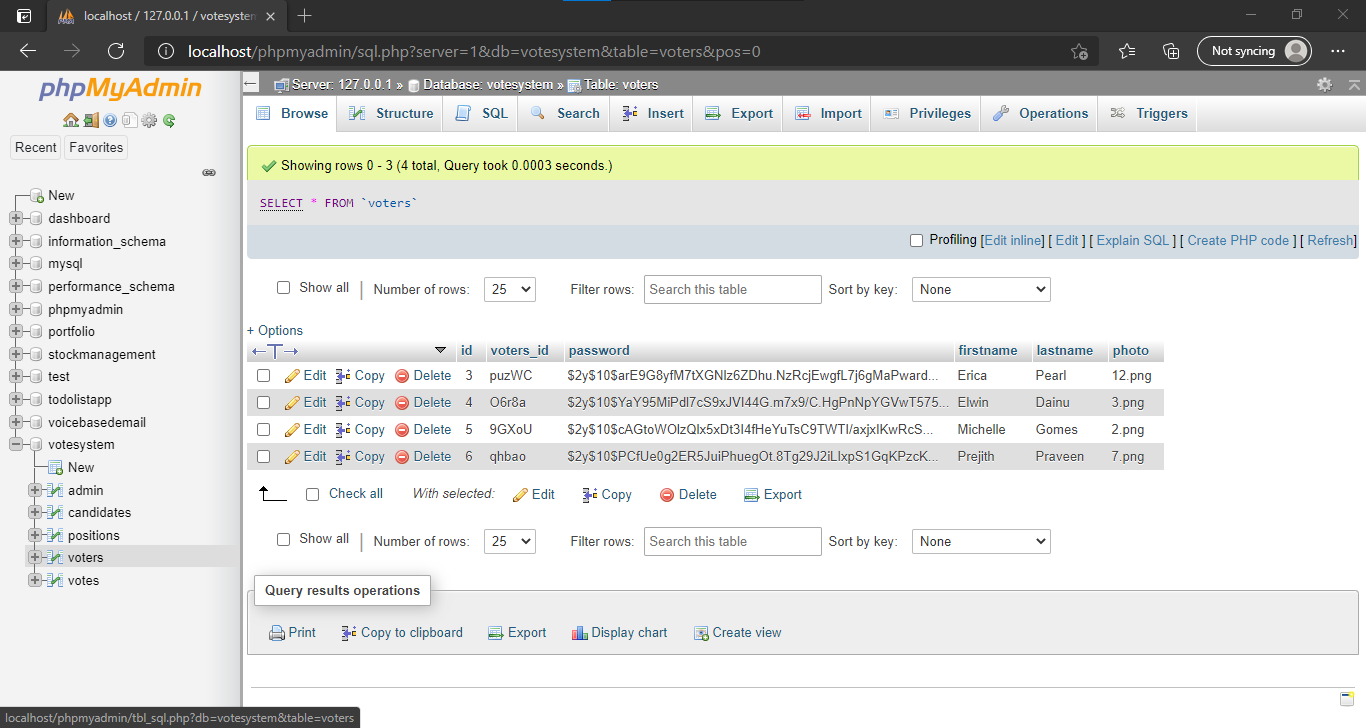 localhost / 127.0.0.1 / votesystem
localhost/phpmyadmin/sql.php?server=1&db=votesystem&table=voters&pos=0
Not syncing
phpMyAdmin
Recent Favorites
New
dashboard
information_schema
mysql
performance_schema
phpmyadmin
portfolio
stockmanagement
test
todolistapp
voicebasedemail
votesystem
New
admin
candidates
positions
voters
votes
Server: 127.0.0.1 » Database: votesystem » Table: voters
Browse Structure SQL Search Insert Export Import Privileges Operations Triggers
Showing rows 0 - 3 (4 total, Query took 0.0003 seconds.)
SELECT * FROM `voters`
Profiling [Edit inline] [ Edit ] [ Explain SQL ] [ Create PHP code ] [ Refresh]
Show all | Number of rows: 25 Filter rows: Search this table Sort by key: None
+ Options
←T→ id voters_id password firstname lastname photo
Edit Copy Delete 3 puzWC $2y$10$arE9G8yfM7tXGNlz6ZDhu.NzRcjEwgfL7j6gMaPward... Erica Pearl 12.png
Edit Copy Delete 4 O6r8a $2y$10$YaY95MiPdI7cS9xJVI44G.m7x9/C.HgPnNpYGVwT575... Elwin Dainu 3.png
Edit Copy Delete 5 9GXoU $2y$10$cAGtoWOlzQlx5xDt3I4fHeYuTsC9TWTI/axjxIKwRcS... Michelle Gomes 2.png
Edit Copy Delete 6 qhbao $2y$10$PCfUe0g2ER5JuiPhuegOt.8Tg29J2iLlxpS1GqKPzcK... Prejith Praveen 7.png
Check all With selected: Edit Copy Delete Export
Show all | Number of rows: 25 Filter rows: Search this table Sort by key: None
Query results operations
Print Copy to clipboard Export Display chart Create view
localhost/phpmyadmin/tbl_sql.php?db=votesystem&table=voters